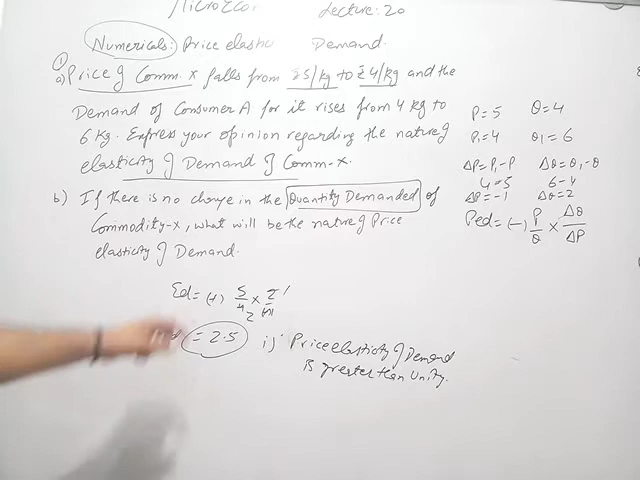 MicroEcon Lecture: 20
Numericals: Price elastic Demand.
①
a) Price of Comm. X falls from ₹5/kg to ₹4/kg and the
Demand of Consumer A for it rises from 4 kg to
6 kg. Express your opinion regarding the nature of
elasticity of Demand of Comm-X.
b) If there is no change in the Quantity Demanded of
Commodity-X, what will be the nature of Price
elasticity of Demand.
P=5 Q=4
P₁=4 Q₁=6
ΔP=P₁-P ΔQ=Q₁-Q
4-5 6-4
ΔP=-1 ΔQ=2
Ped=(-) P/Q × ΔQ/ΔP
Ed= (-) 5/4 × 2/
= 2.5 is Price elasticity of Demand
is greater than Unity.